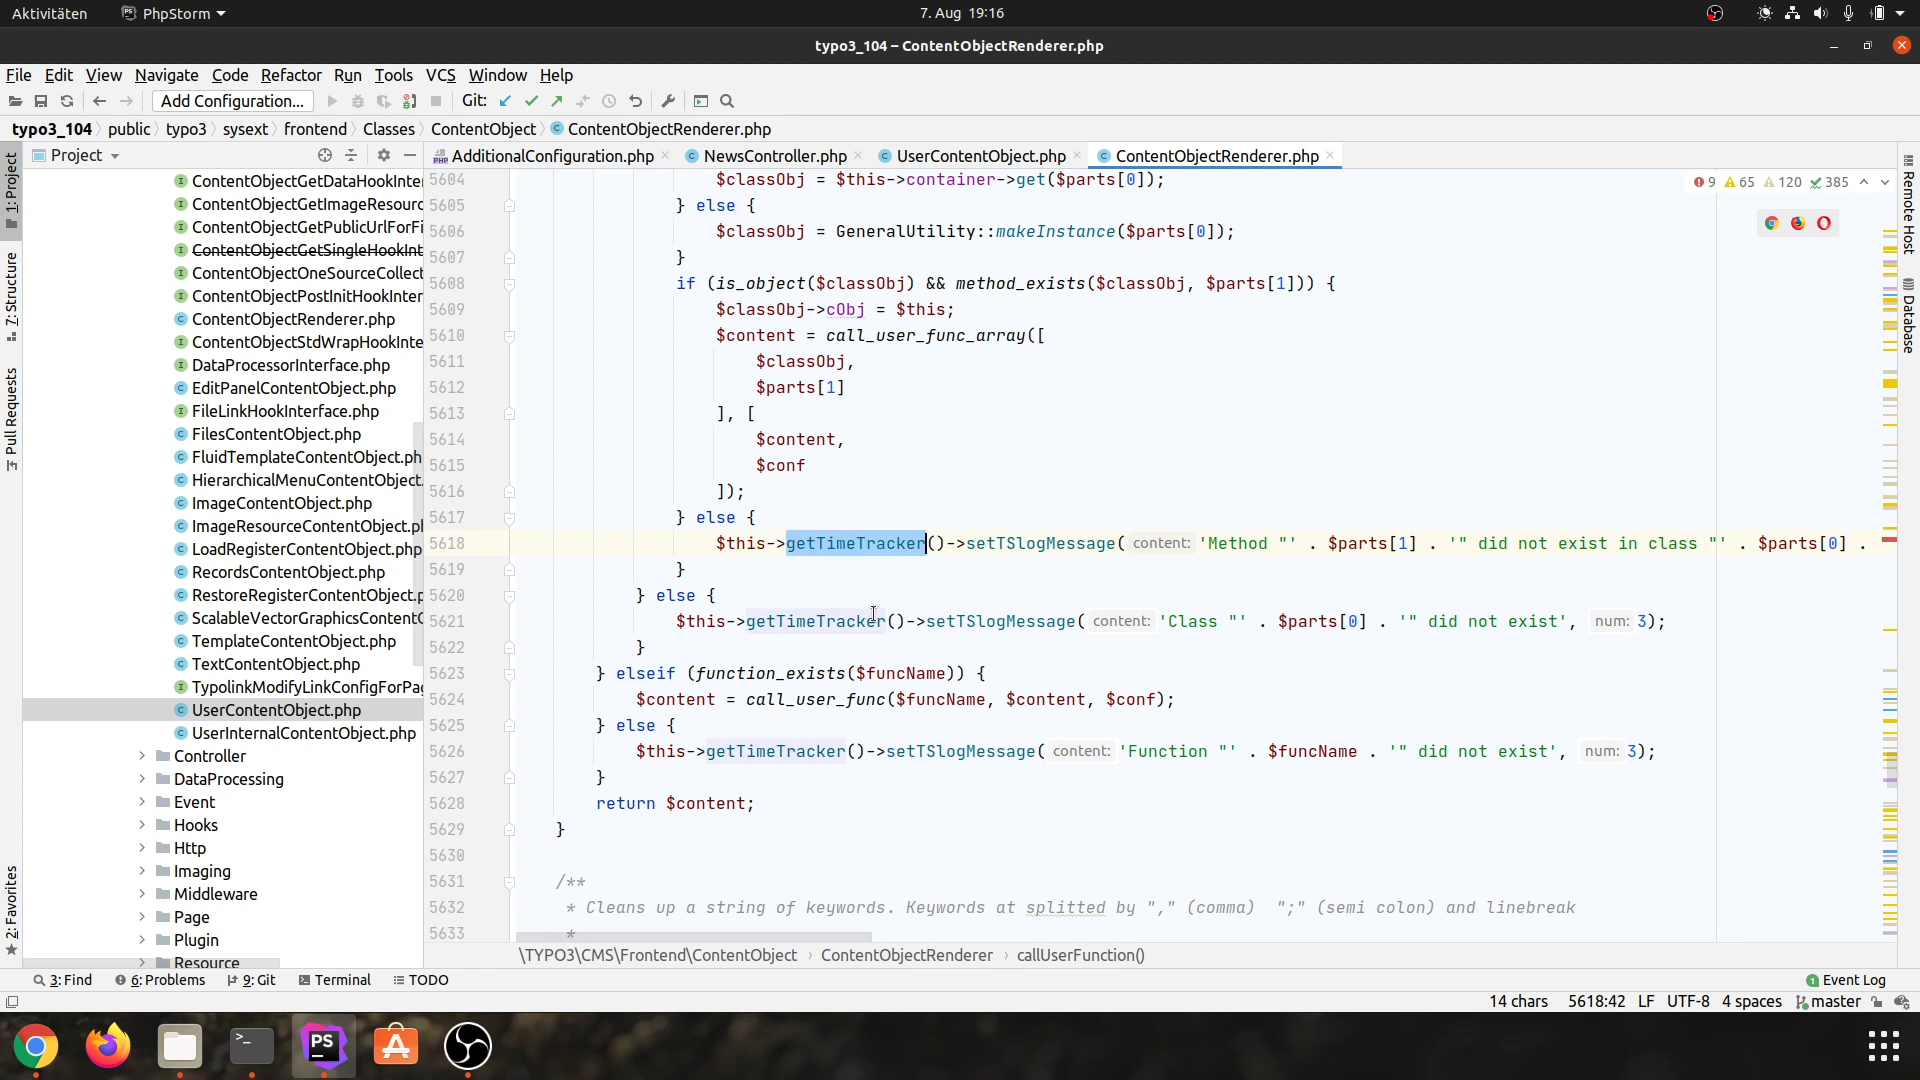 Aktivitäten
PhpStorm
7. Aug 19:16
typo3_104 – ContentObjectRenderer.php
File Edit View Navigate Code Refactor Run Tools VCS Window Help
Add Configuration...
Git:
typo3_104 public typo3 sysext frontend Classes ContentObject ContentObjectRenderer.php
Project
AdditionalConfiguration.php
NewsController.php
UserContentObject.php
ContentObjectRenderer.php
1: Project
7: Structure
Pull Requests
2: Favorites
ContentObjectGetDataHookInte
ContentObjectGetImageResourc
ContentObjectGetPublicUrlForFi
ContentObjectGetSingleHookInt
ContentObjectOneSourceCollect
ContentObjectPostInitHookInter
ContentObjectRenderer.php
ContentObjectStdWrapHookInte
DataProcessorInterface.php
EditPanelContentObject.php
FileLinkHookInterface.php
FilesContentObject.php
FluidTemplateContentObject.ph
HierarchicalMenuContentObject.
ImageContentObject.php
ImageResourceContentObject.pl
LoadRegisterContentObject.php
RecordsContentObject.php
RestoreRegisterContentObject.p
ScalableVectorGraphicsContentO
TemplateContentObject.php
TextContentObject.php
TypolinkModifyLinkConfigForPag
UserContentObject.php
UserInternalContentObject.php
Controller
DataProcessing
Event
Hooks
Http
Imaging
Middleware
Page
Plugin
Resource
9 65 120 385
5604 $classObj = $this->container->get($parts[0]);
5605 } else {
5606 $classObj = GeneralUtility::makeInstance($parts[0]);
5607 }
5608 if (is_object($classObj) && method_exists($classObj, $parts[1])) {
5609 $classObj->cObj = $this;
5610 $content = call_user_func_array([
5611 $classObj,
5612 $parts[1]
5613 ], [
5614 $content,
5615 $conf
5616 ]);
5617 } else {
5618 $this->getTimeTracker()->setTSlogMessage( content: 'Method "' . $parts[1] . '" did not exist in class "' . $parts[0] .
5619 }
5620 } else {
5621 $this->getTimeTracker()->setTSlogMessage( content: 'Class "' . $parts[0] . '" did not exist', num: 3);
5622 }
5623 } elseif (function_exists($funcName)) {
5624 $content = call_user_func($funcName, $content, $conf);
5625 } else {
5626 $this->getTimeTracker()->setTSlogMessage( content: 'Function "' . $funcName . '" did not exist', num: 3);
5627 }
5628 return $content;
5629 }
5630
5631 /**
5632 * Cleans up a string of keywords. Keywords at splitted by "," (comma) ";" (semi colon) and linebreak
5633 *
Remote Host
Database
\TYPO3\CMS\Frontend\ContentObject › ContentObjectRenderer › callUserFunction()
3: Find 6: Problems 9: Git Terminal TODO
1 Event Log
14 chars 5618:42 LF UTF-8 4 spaces master
PS